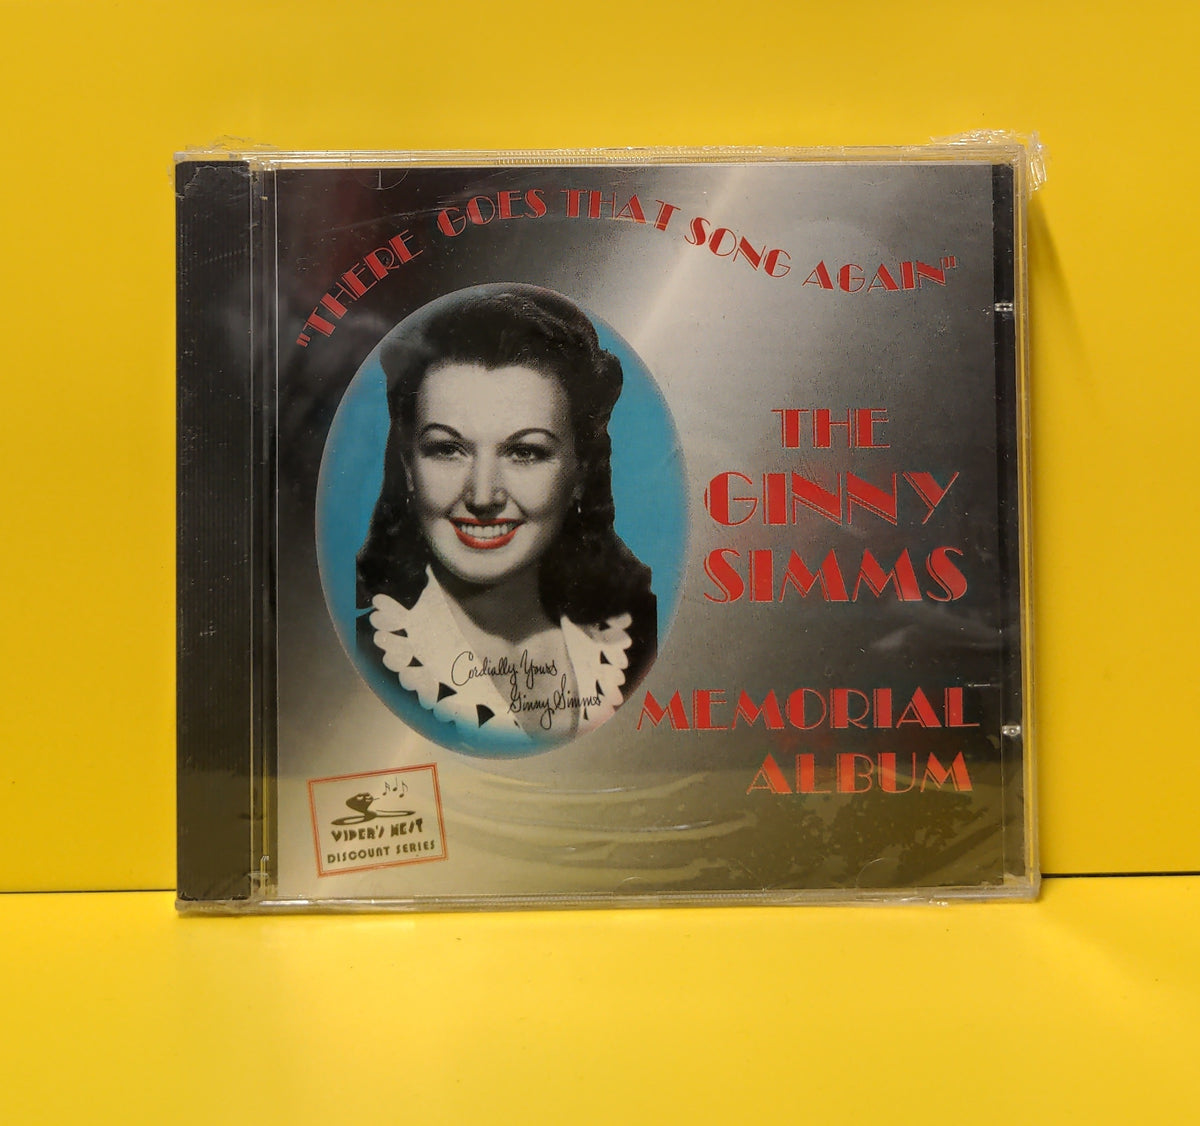 "THERE GOES THAT SONG AGAIN"
THE
GINNY
SIMMS
MEMORIAL
ALBUM
Cordially Yours
Ginny Simms
VIPER'S NEST
DISCOUNT SERIES